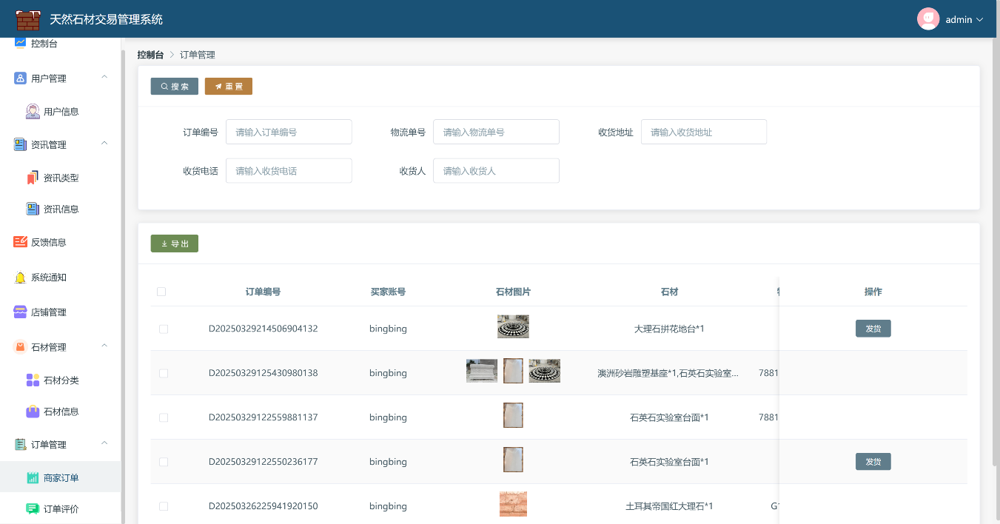 天然石材交易管理系统
admin
控制台
用户管理
用户信息
资讯管理
资讯类型
资讯信息
反馈信息
系统通知
店铺管理
石材管理
石材分类
石材信息
订单管理
商家订单
订单评价
控制台 > 订单管理
搜索 重置
订单编号 请输入订单编号 物流单号 请输入物流单号 收货地址 请输入收货地址
收货电话 请输入收货电话 收货人 请输入收货人
导出
订单编号 买家账号 石材图片 石材 操作
D20250329214506904132 bingbing 大理石拼花地台*1 发货
D20250329125430980138 bingbing 澳洲砂岩雕塑基座*1,石英石实验室... 7881
D20250329122559881137 bingbing 石英石实验室台面*1 7881
D20250329122550236177 bingbing 石英石实验室台面*1 发货
D20250326225941920150 bingbing 土耳其帝国红大理石*1